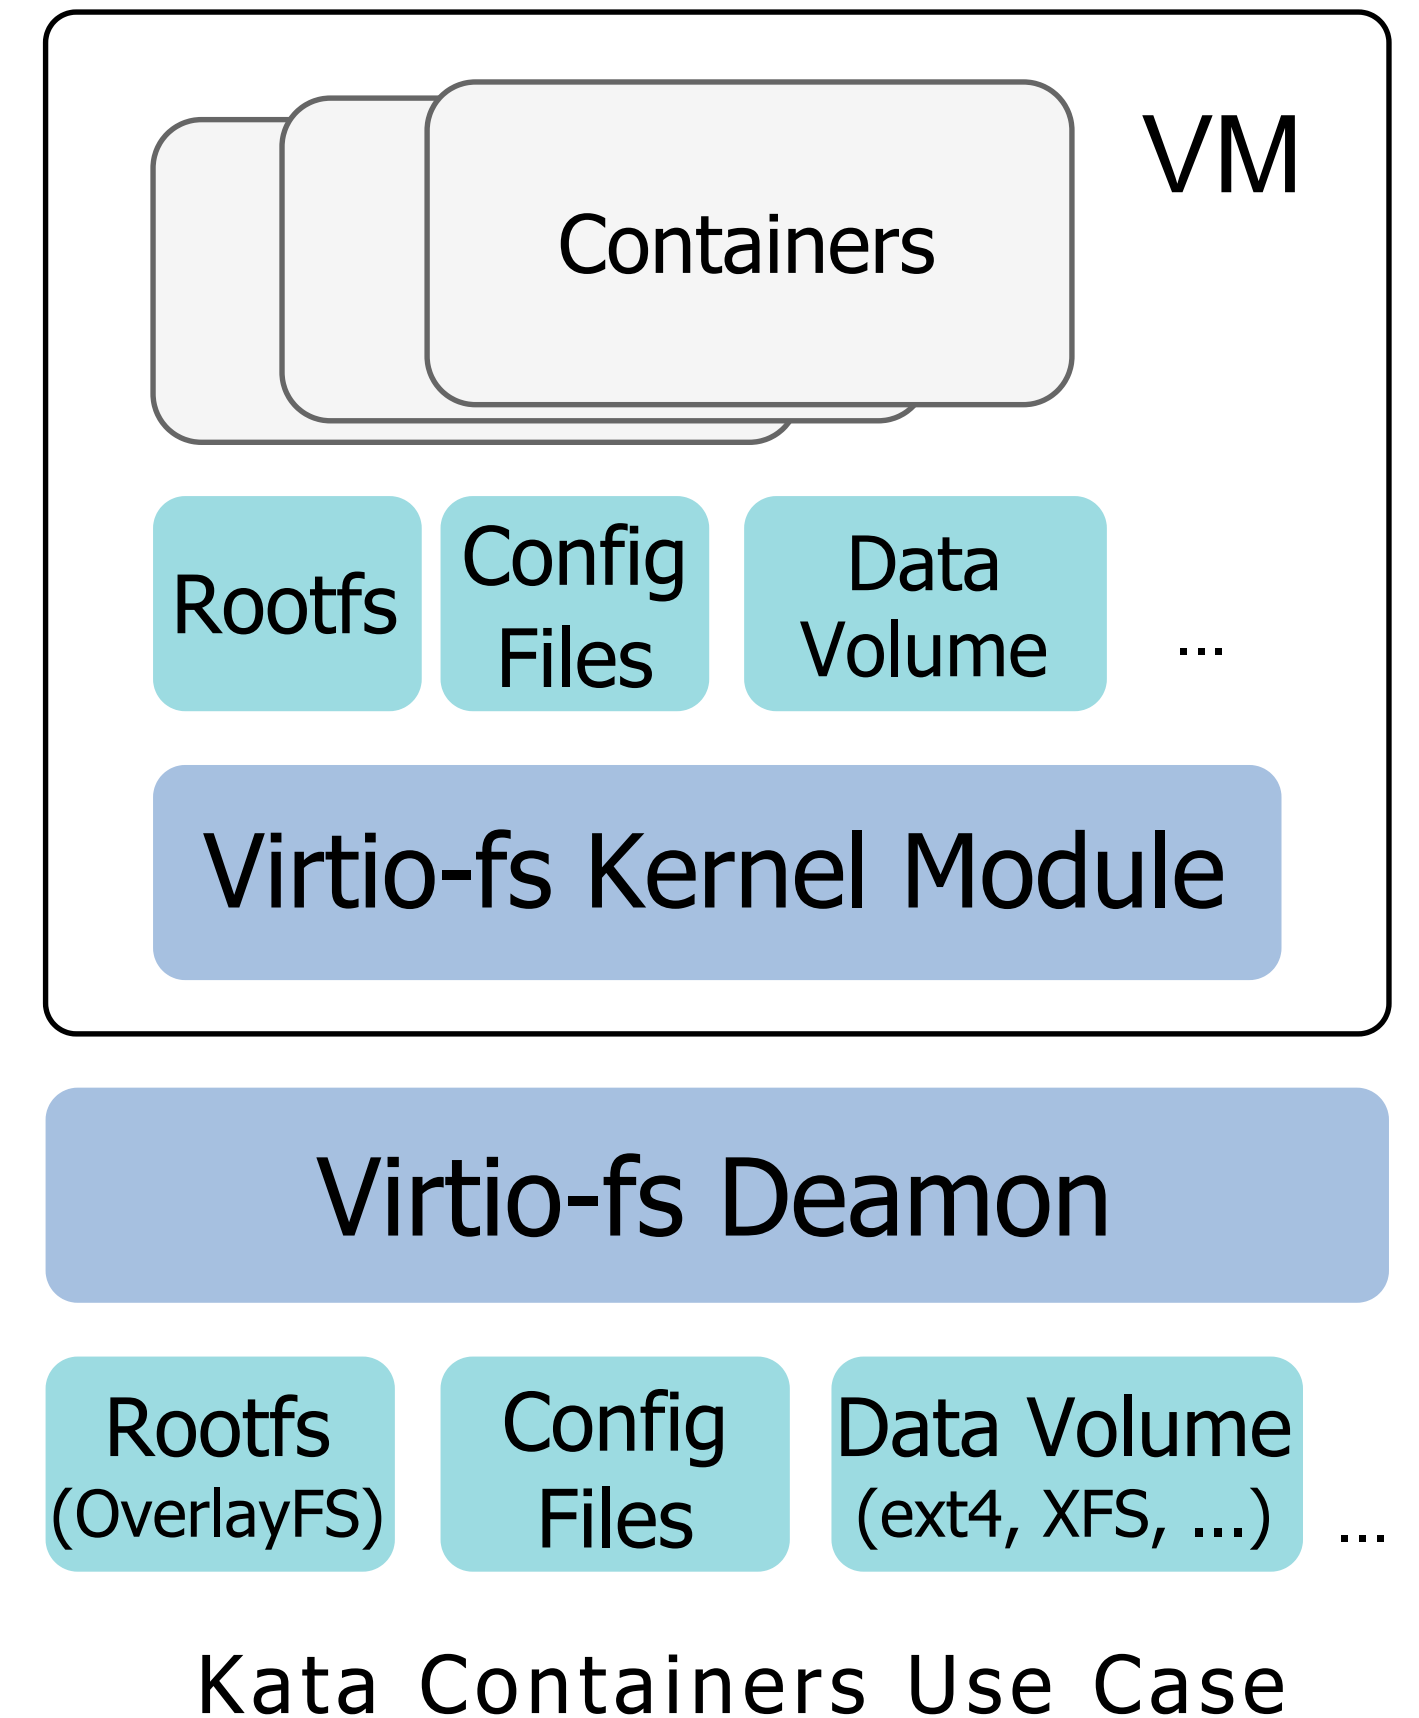 VM
Containers
Rootfs
Config
Files
Data
Volume
...
Virtio-fs Kernel Module
Virtio-fs Deamon
Rootfs
(OverlayFS)
Config
Files
Data Volume
(ext4, XFS, ...)
...
Kata Containers Use Case